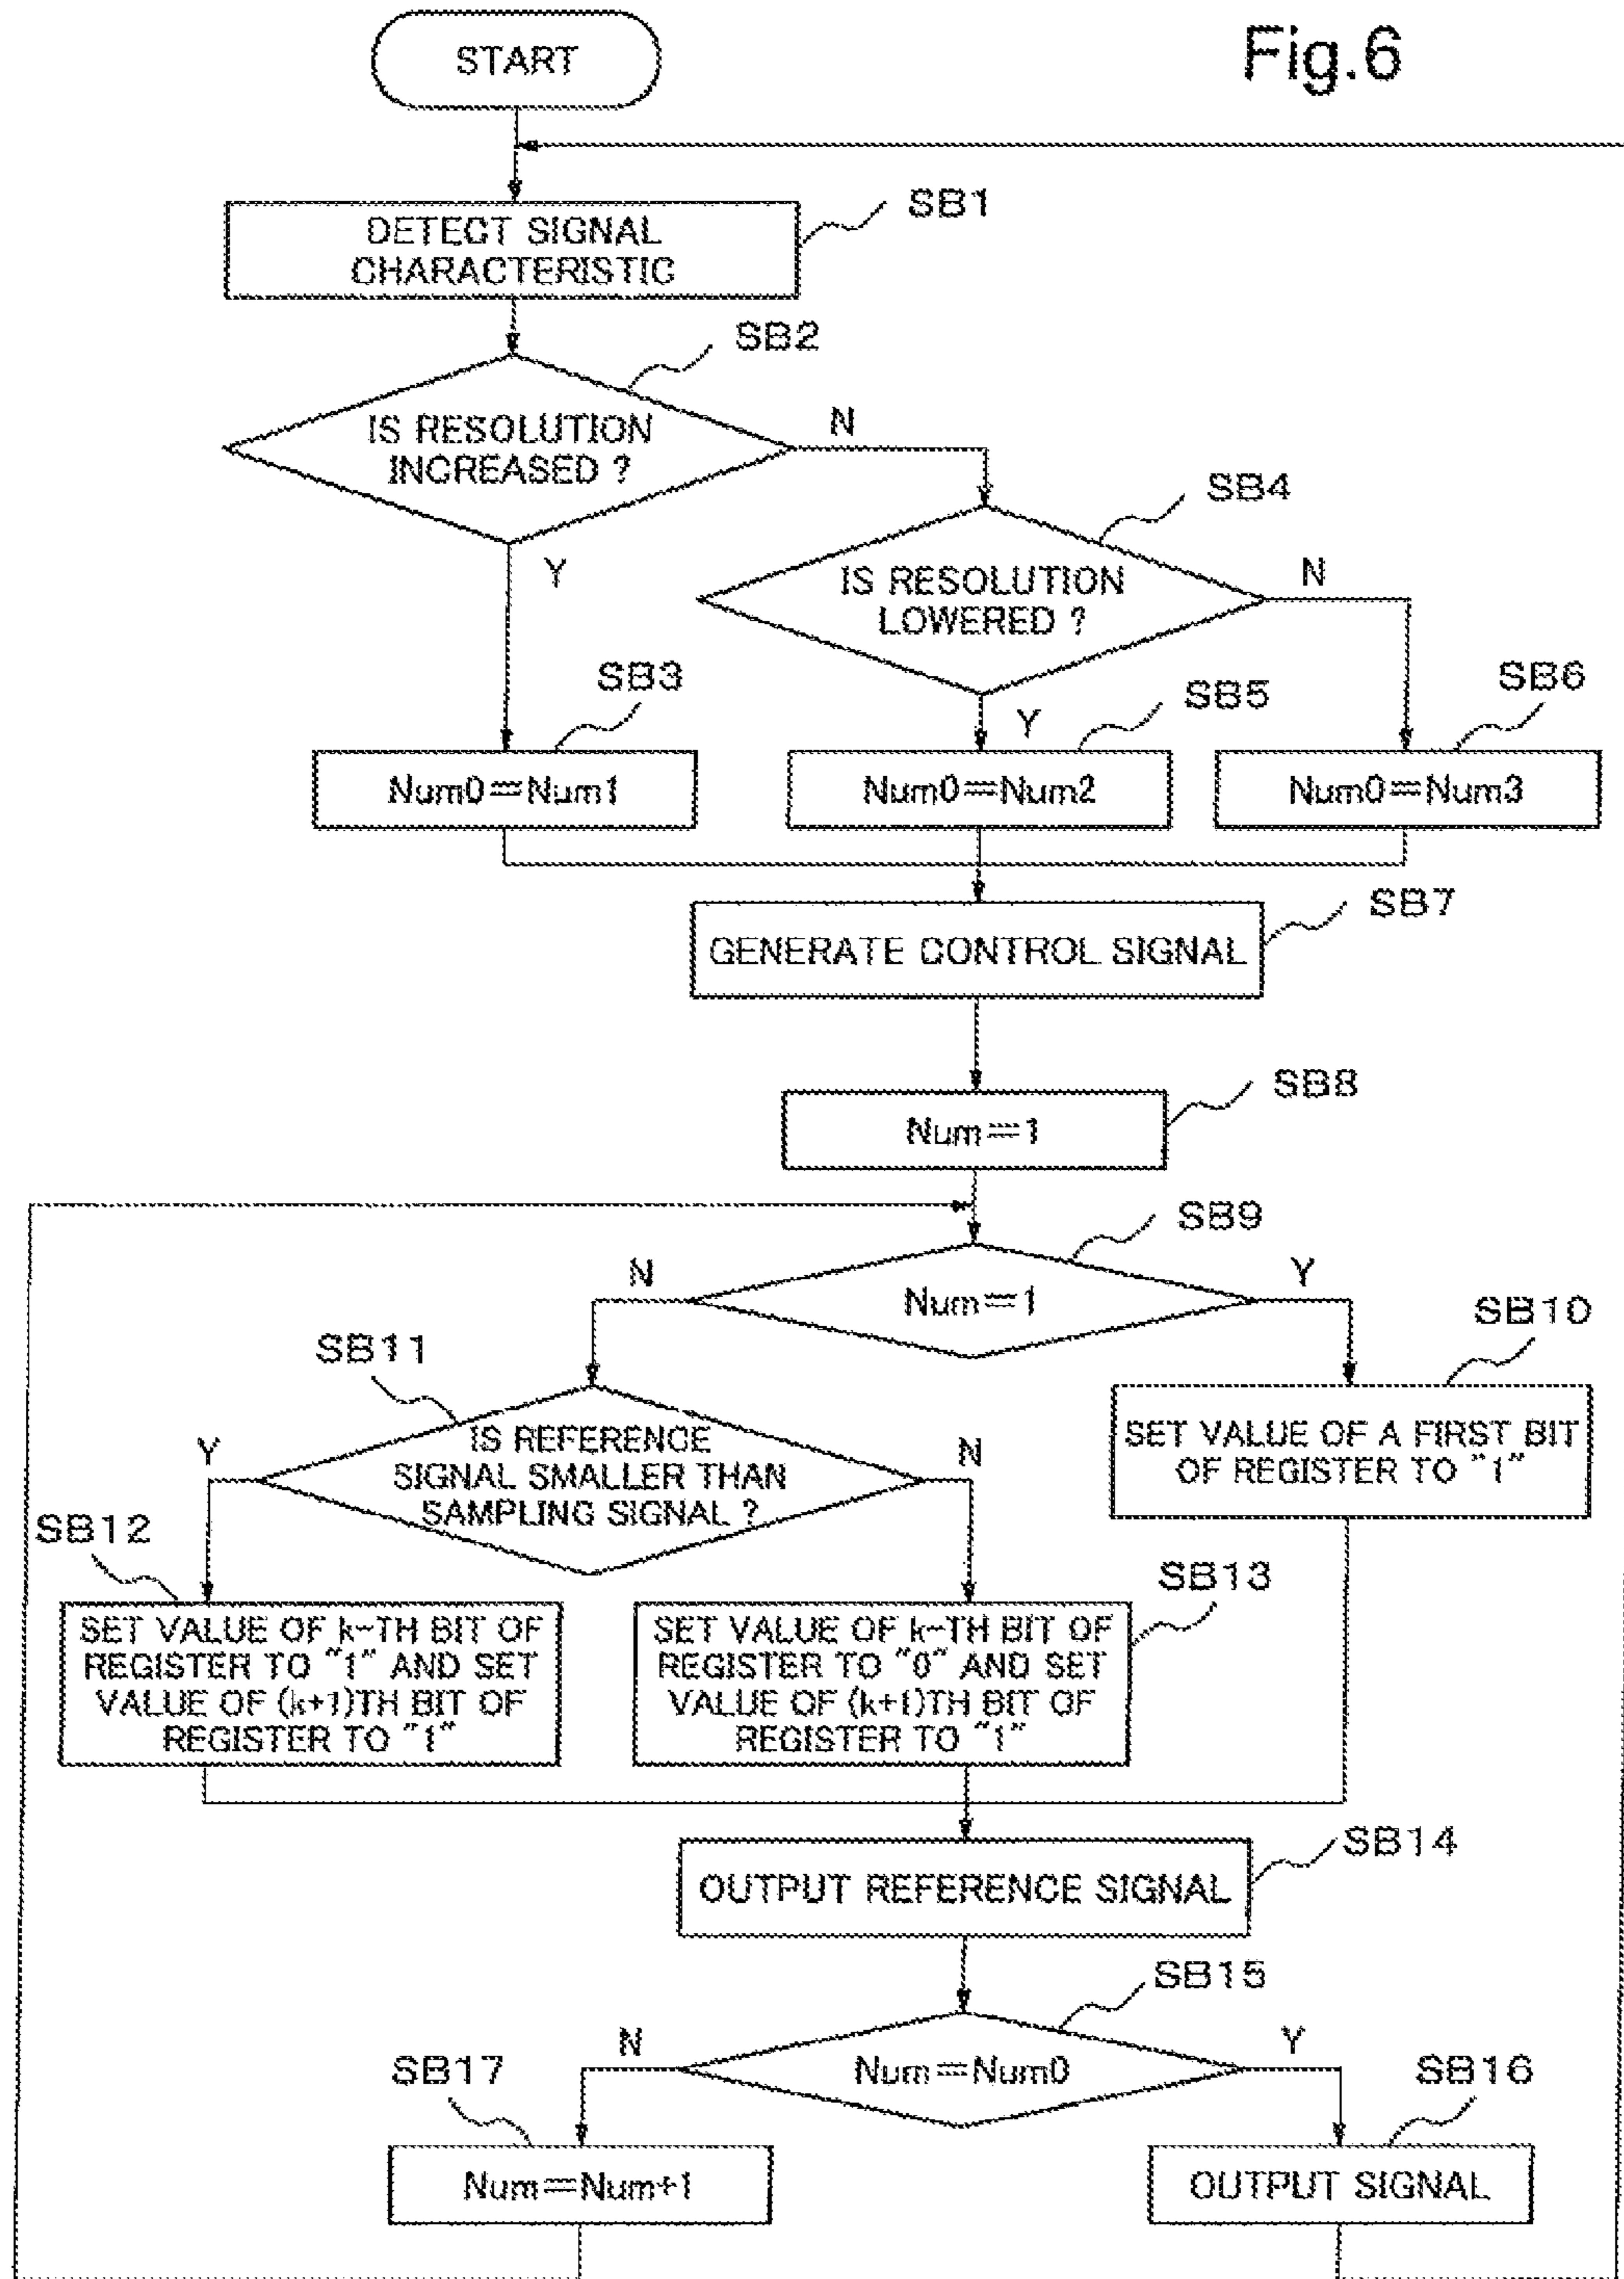 Fig.6
START
SB1
DETECT SIGNAL
CHARACTERISTIC
SB2
IS RESOLUTION
INCREASED ?
N
Y
SB4
IS RESOLUTION
LOWERED ?
N
Y
SB3
Num0=Num1
SB5
Num0=Num2
SB6
Num0=Num3
SB7
GENERATE CONTROL SIGNAL
SB8
Num=1
SB9
N
Num=1
Y
SB10
SET VALUE OF A FIRST BIT
OF REGISTER TO "1"
SB11
Y
IS REFERENCE
SIGNAL SMALLER THAN
SAMPLING SIGNAL ?
N
SB12
SET VALUE OF k-TH BIT OF
REGISTER TO "1" AND SET
VALUE OF (k+1)TH BIT OF
REGISTER TO "1"
SB13
SET VALUE OF k-TH BIT OF
REGISTER TO "0" AND SET
VALUE OF (k+1)TH BIT OF
REGISTER TO "1"
SB14
OUTPUT REFERENCE SIGNAL
SB15
N
Num=Num0
Y
SB17
Num=Num+1
SB16
OUTPUT SIGNAL